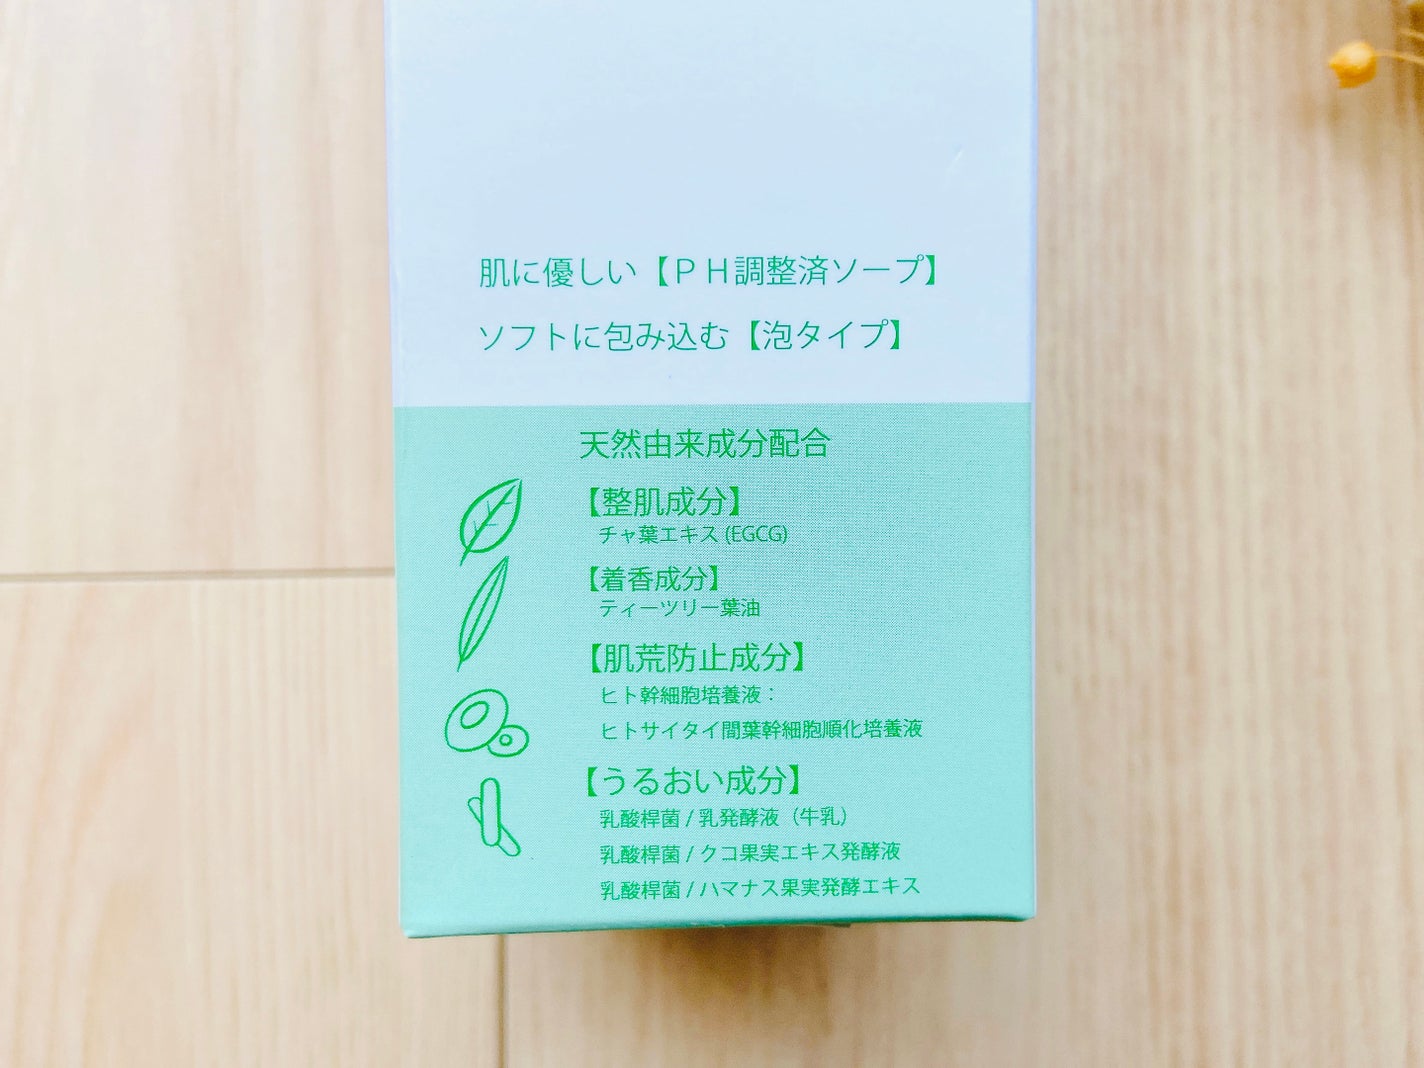 肌に優しい【ＰＨ調整済ソープ】
ソフトに包み込む【泡タイプ】
天然由来成分配合
【整肌成分】
チャ葉エキス (EGCG)
【着香成分】
ティーツリー葉油
【肌荒防止成分】
ヒト幹細胞培養液：
ヒトサイタイ間葉幹細胞順化培養液
【うるおい成分】
乳酸桿菌 / 乳発酵液（牛乳）
乳酸桿菌 / クコ果実エキス発酵液
乳酸桿菌 / ハマナス果実発酵エキス